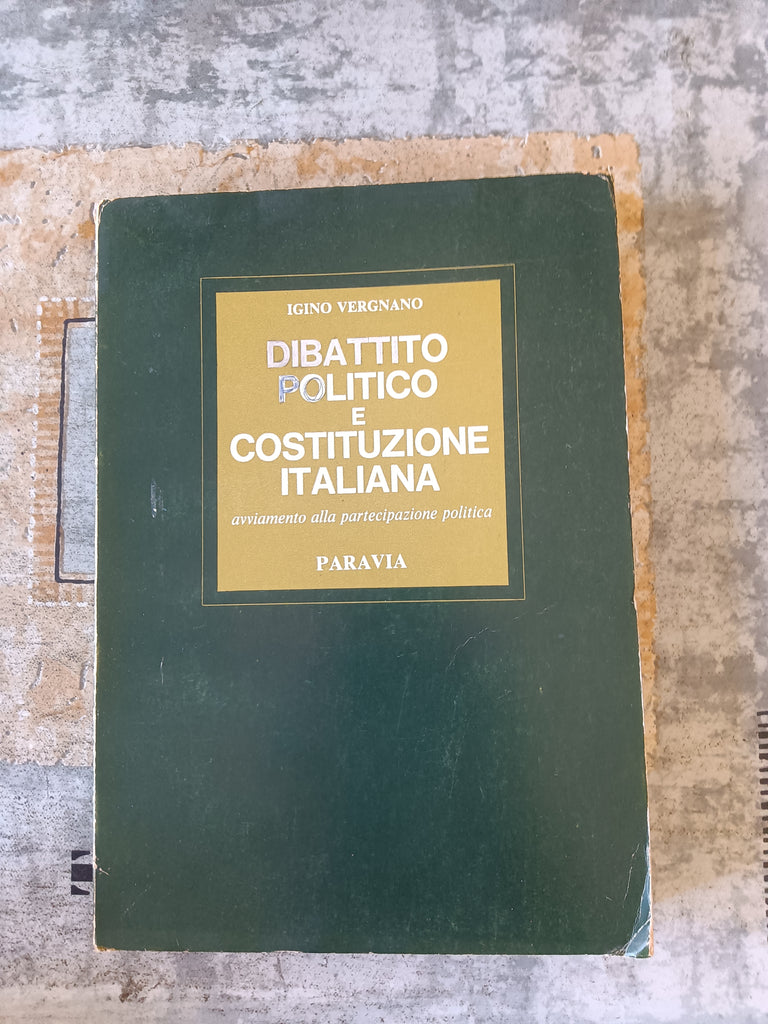 IGINO VERGNANO
DIBATTITO
POLITICO
E
COSTITUZIONE
ITALIANA
avviamento alla partecipazione politica
PARAVIA